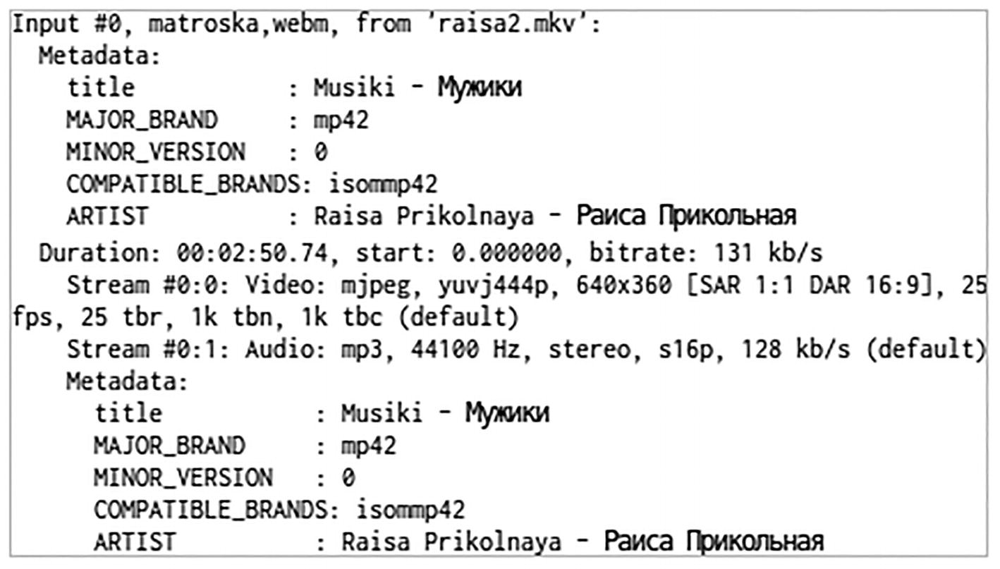 Input #0, matroska,webm, from 'raisa2.mkv':
Metadata:
title : Musiki - Мужики
MAJOR_BRAND : mp42
MINOR_VERSION : 0
COMPATIBLE_BRANDS: isommp42
ARTIST : Raisa Prikolnaya - Раиса Прикольная
Duration: 00:02:50.74, start: 0.000000, bitrate: 131 kb/s
Stream #0:0: Video: mjpeg, yuvj444p, 640x360 [SAR 1:1 DAR 16:9], 25
fps, 25 tbr, 1k tbn, 1k tbc (default)
Stream #0:1: Audio: mp3, 44100 Hz, stereo, s16p, 128 kb/s (default)
Metadata:
title : Musiki - Мужики
MAJOR_BRAND : mp42
MINOR_VERSION : 0
COMPATIBLE_BRANDS: isommp42
ARTIST : Raisa Prikolnaya - Раиса Прикольная